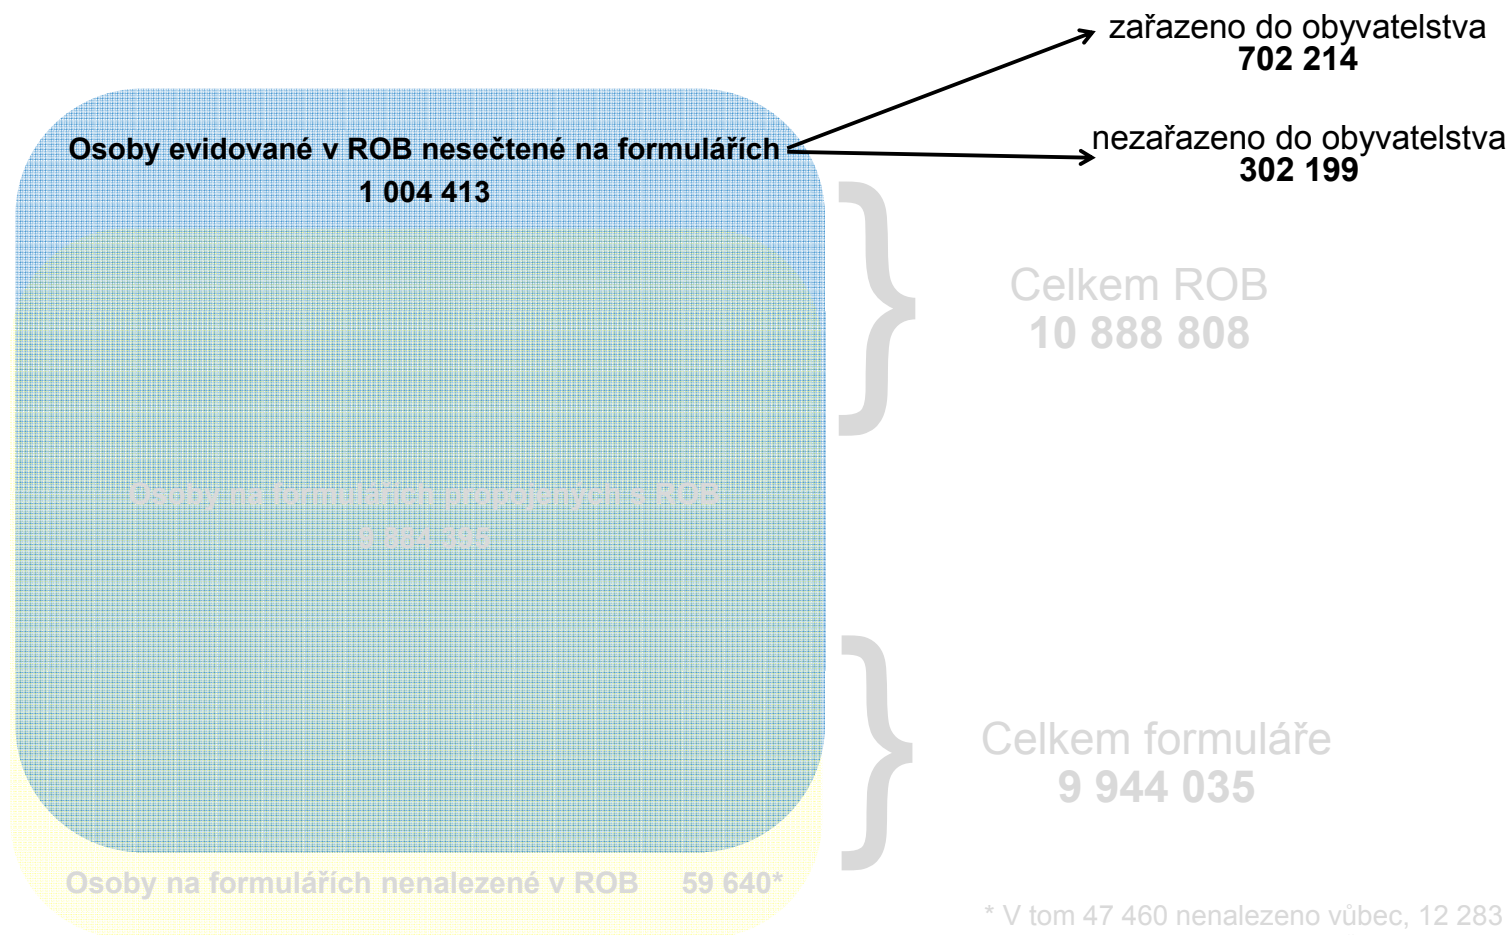 zařazeno do obyvatelstva
702 214
Osoby evidované v ROB nesečtené na formulářích
1 004 413
nezařazeno do obyvatelstva
302 199
Celkem ROB
10 888 808
Osoby na formulářích propojených s ROB
9 884 395
Celkem formuláře
9 944 035
Osoby na formulářích nenalezené v ROB 59 640*
* V tom 47 460 nenalezeno vůbec, 12 283